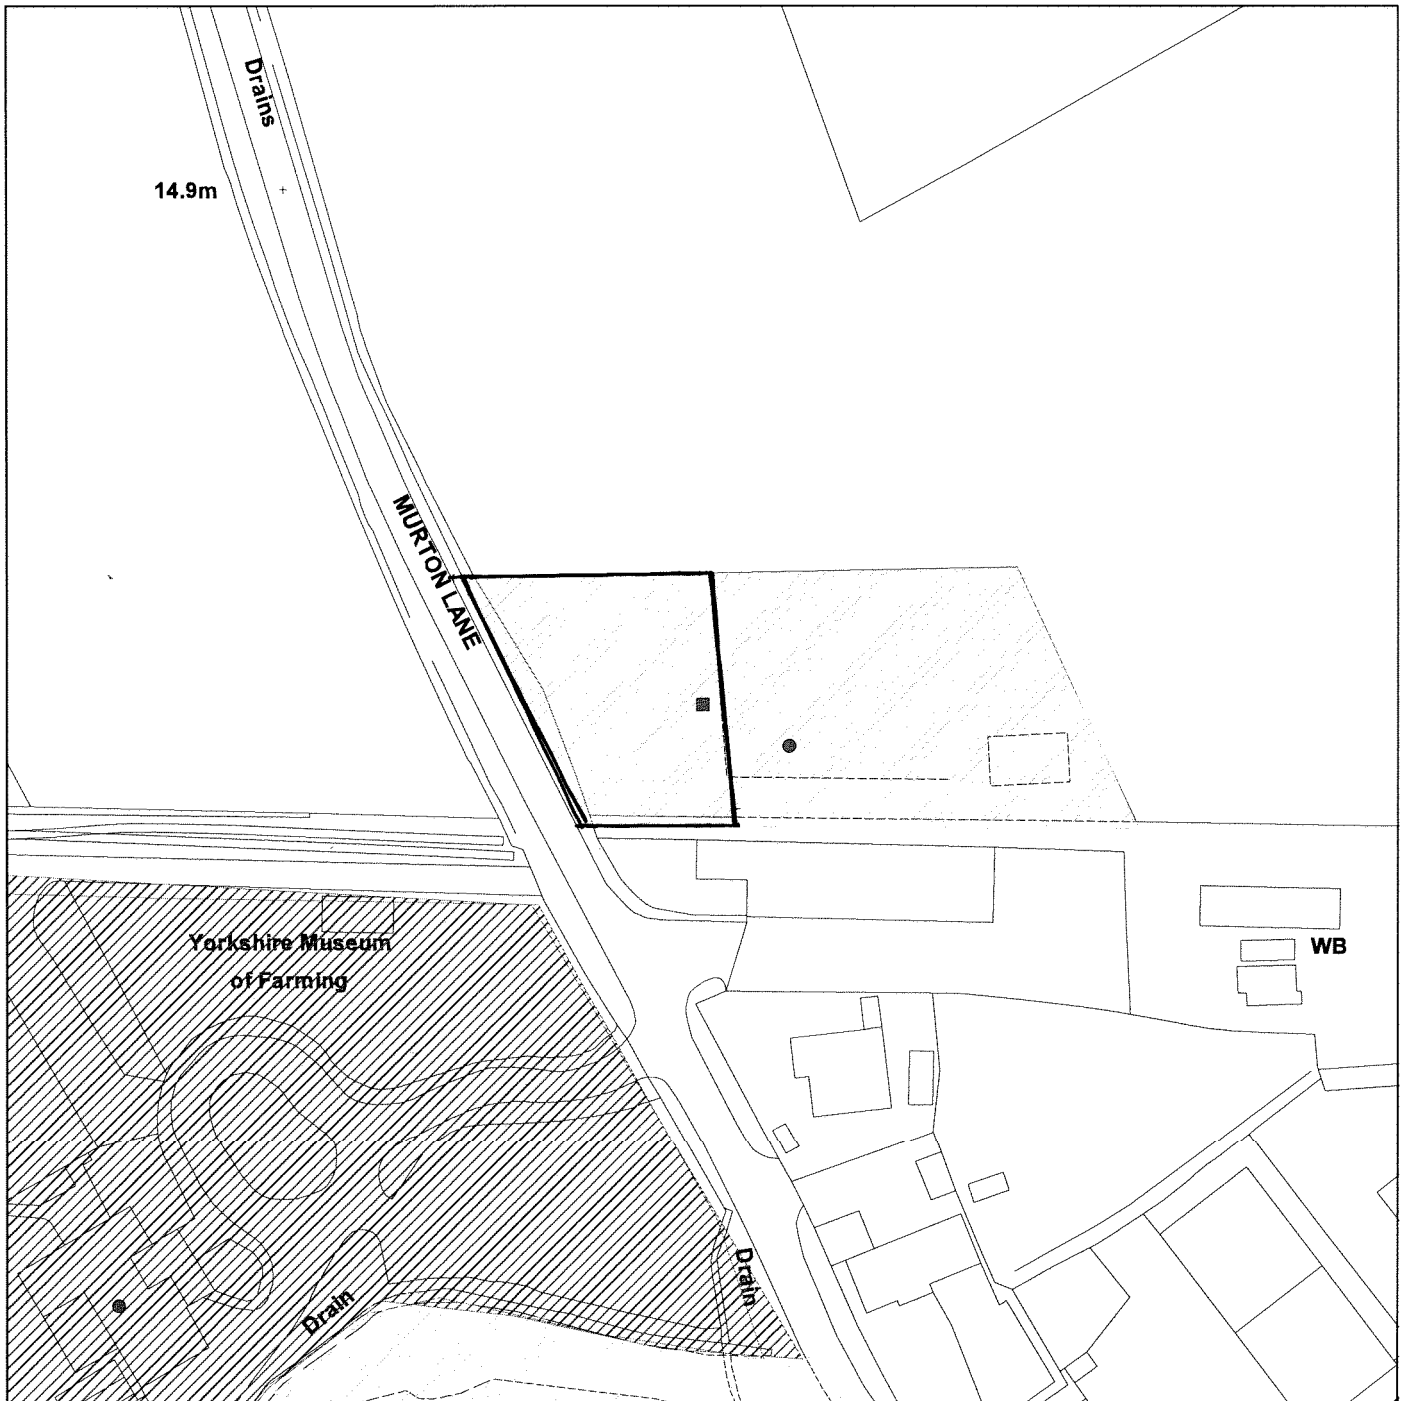 Drains
14.9m
MURTON LANE
Yorkshire Museum
of Farming
WB
Drain
Drain